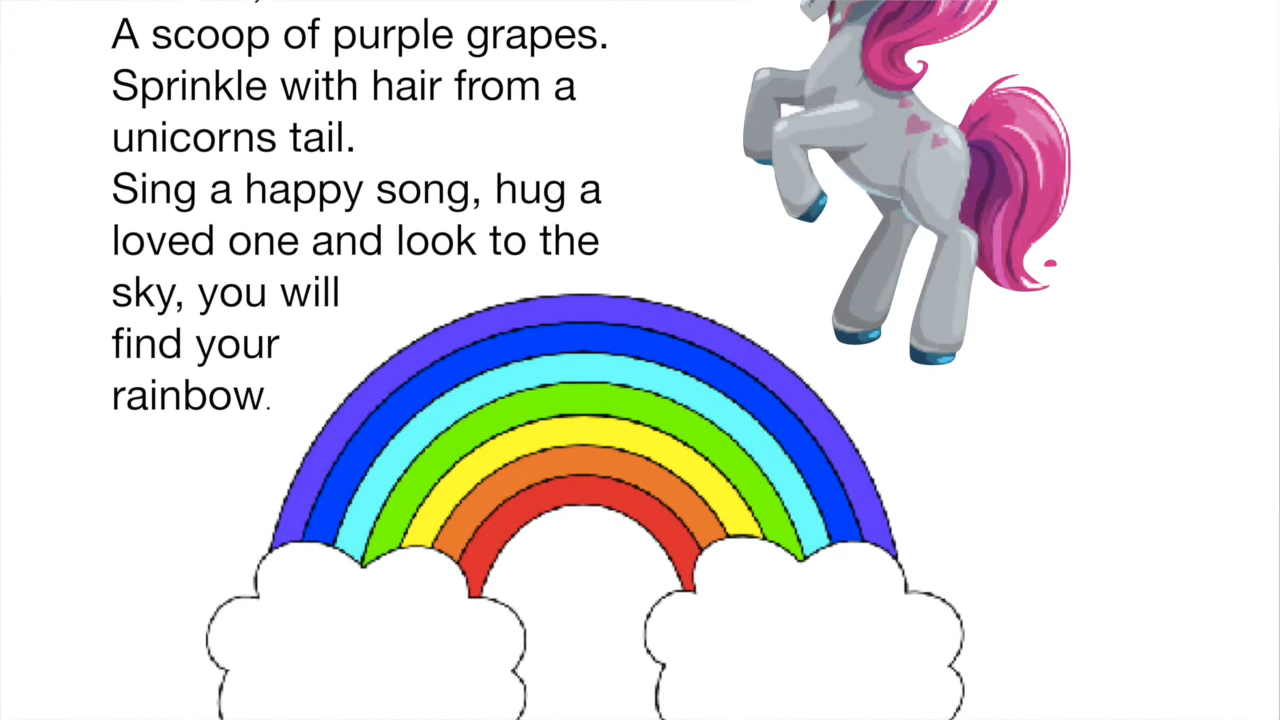 A scoop of purple grapes.
Sprinkle with hair from a
unicorns tail.
Sing a happy song, hug a
loved one and look to the
sky, you will
find your
rainbow.